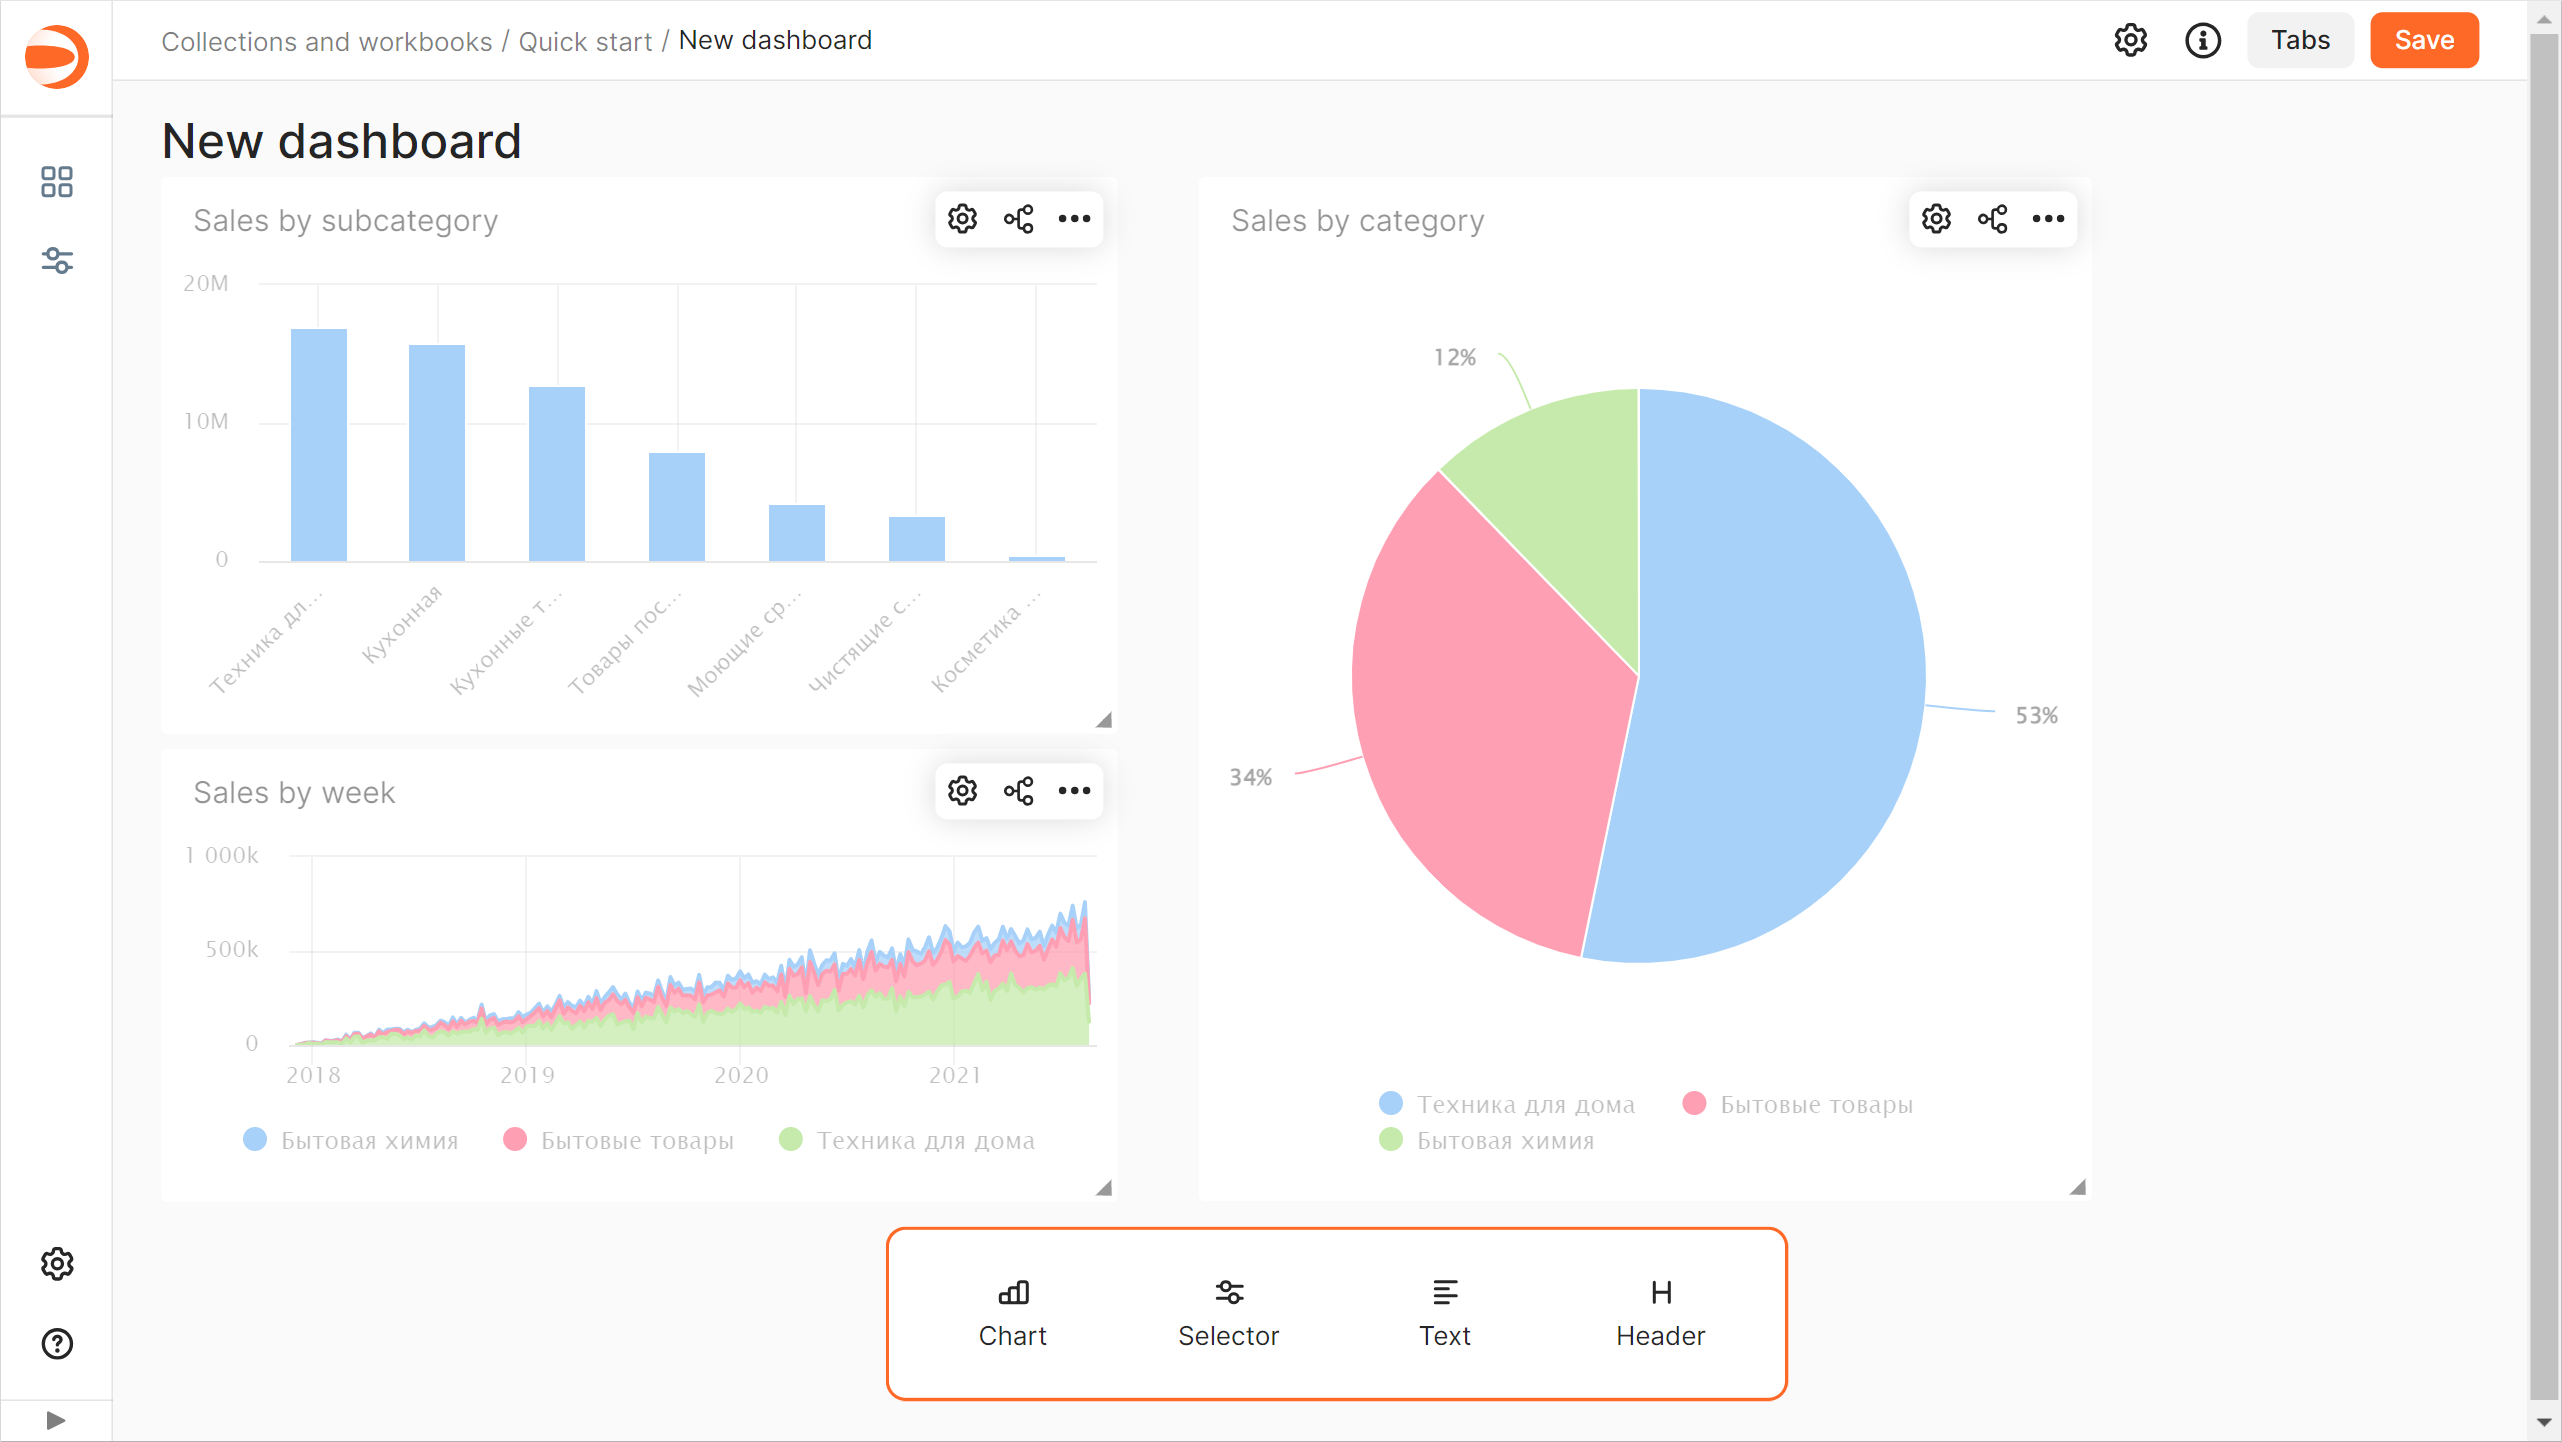 Collections and workbooks / Quick start / New dashboard
Tabs
Save
New dashboard
Sales by subcategory
20M
10M
0
Техника дл...
Кухонная
Кухонные т...
Товары пос...
Моющие ср...
Чистящие с...
Косметика ...
Sales by category
12%
53%
34%
Техника для дома
Бытовые товары
Бытовая химия
Sales by week
1 000k
500k
0
2018
2019
2020
2021
Бытовая химия
Бытовые товары
Техника для дома
Chart
Selector
Text
H
Header